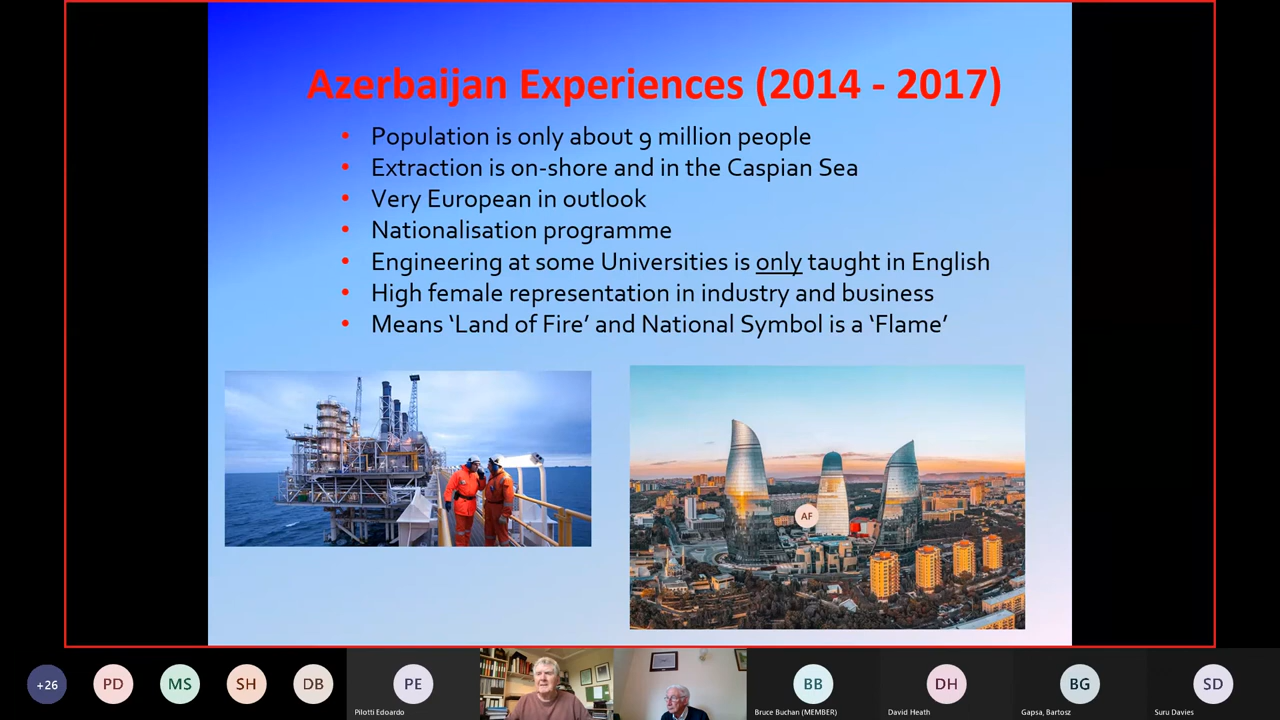 Azerbaijan Experiences (2014 - 2017)
• Population is only about 9 million people
• Extraction is on-shore and in the Caspian Sea
• Very European in outlook
• Nationalisation programme
• Engineering at some Universities is only taught in English
• High female representation in industry and business
• Means ‘Land of Fire’ and National Symbol is a ‘Flame’
AF
+26
PD
MS
SH
DB
PE
Pilotti Edoardo
BB
Bruce Buchan (MEMBER)
DH
David Heath
BG
Gapsa, Bartosz
SD
Suru Davies